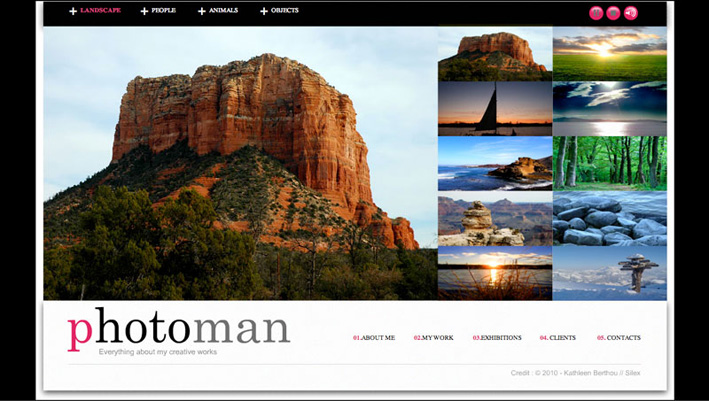 LANDSCAPE
PEOPLE
ANIMALS
OBJECTS
photoman
Everything about my creative works
01.ABOUT ME
02.MY WORK
03.EXHIBITIONS
04. CLIENTS
05. CONTACTS
Credit : © 2010 - Kathleen Berthou // Silex